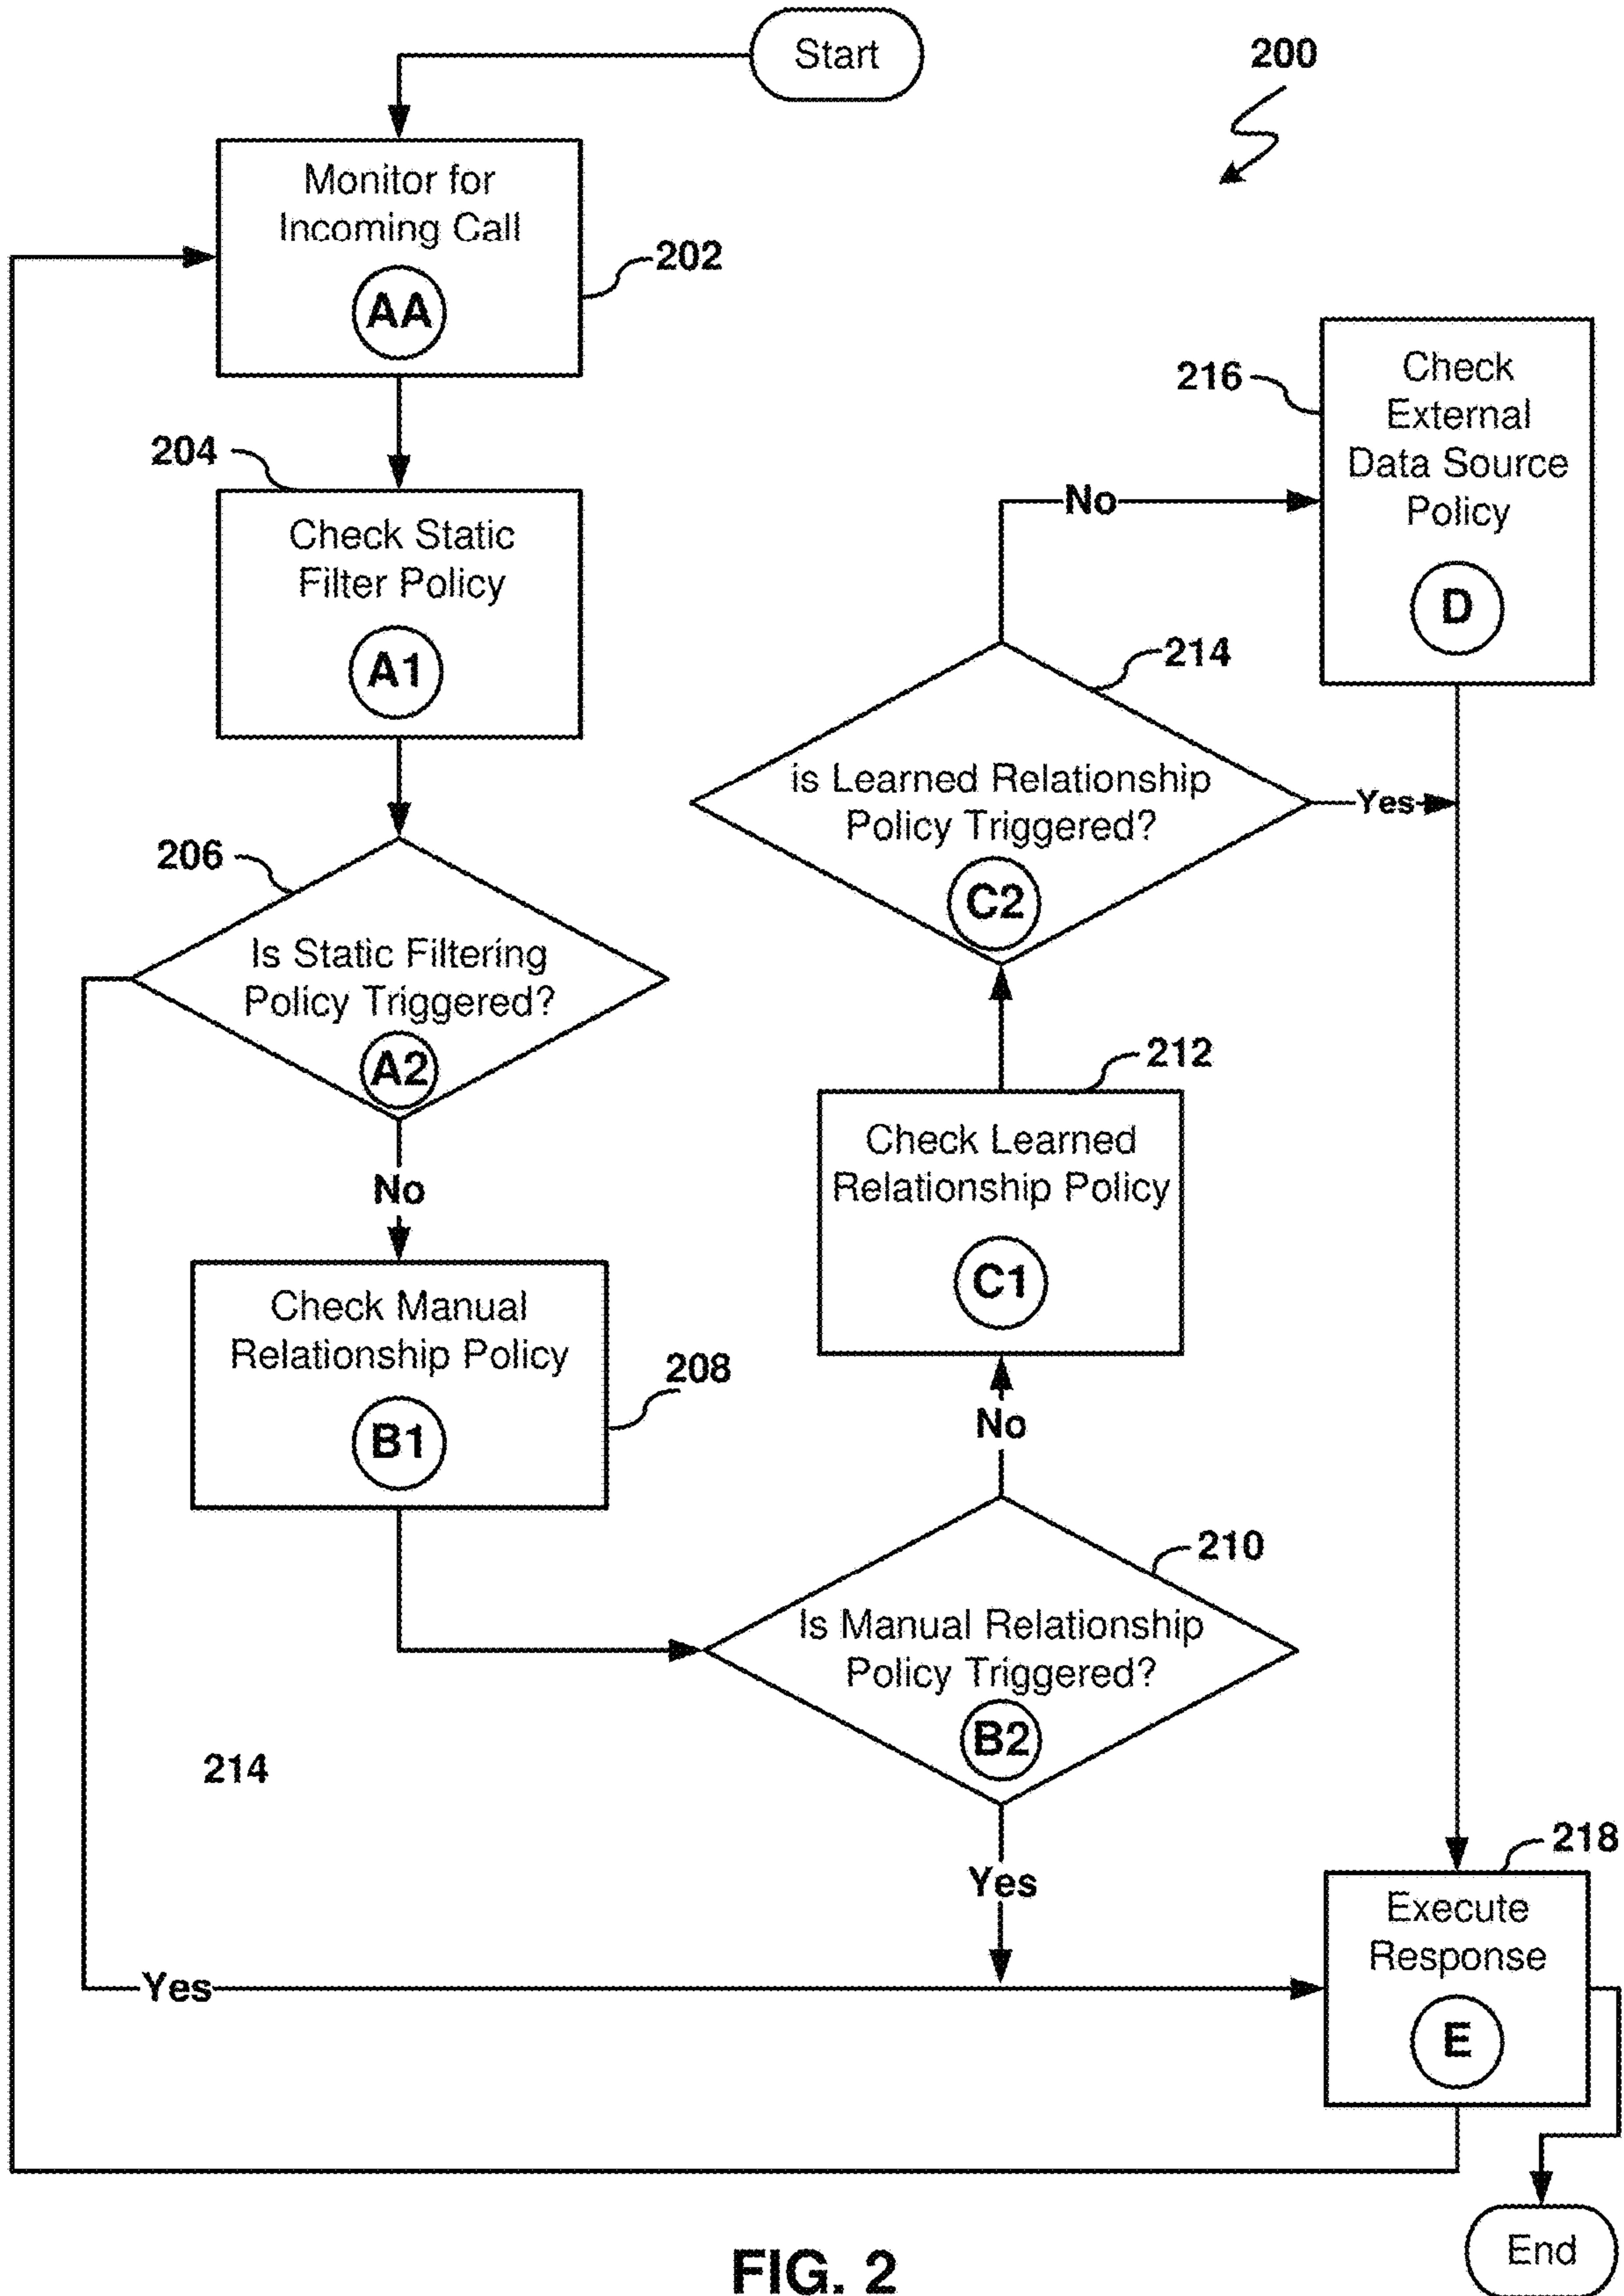 Start
200
Monitor for
Incoming Call
AA
202
204
Check Static
Filter Policy
A1
206
Is Static Filtering
Policy Triggered?
A2
No
Check Manual
Relationship Policy
B1
208
210
Is Manual Relationship
Policy Triggered?
B2
No
212
Check Learned
Relationship Policy
C1
214
is Learned Relationship
Policy Triggered?
C2
No
Yes
216
Check
External
Data Source
Policy
D
214
Yes
Yes
218
Execute
Response
E
End
FIG. 2